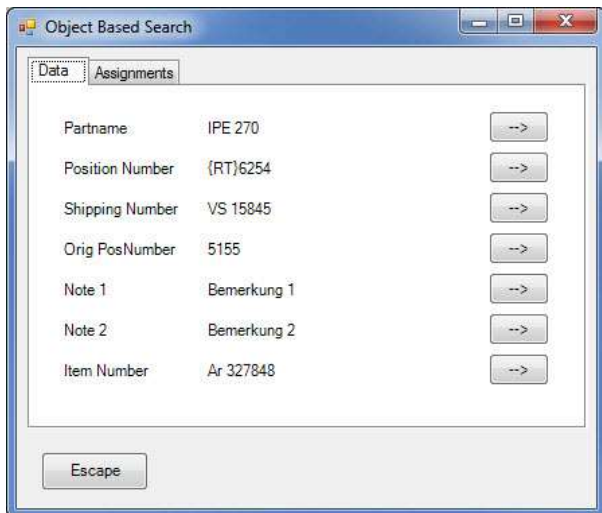 Object Based Search
Data Assignments
Partname IPE 270 -->
Position Number {RT}6254 -->
Shipping Number VS 15845 -->
Orig PosNumber 5155 -->
Note 1 Bemerkung 1 -->
Note 2 Bemerkung 2 -->
Item Number Ar 327848 -->
Escape